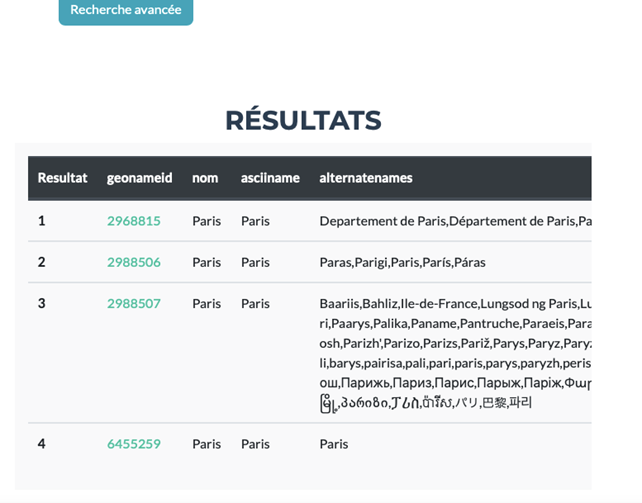 Recherche avancée
RÉSULTATS
Resultat geonameid nom asciiname alternatenames
1 2968815 Paris Paris Departement de Paris,Département de Paris,Pa
2 2988506 Paris Paris Paras,Parigi,Paris,París,Páras
3 2988507 Paris Paris Baariis,Bahliz,Ile-de-France,Lungsod ng Paris,Lu
ri,Paarys,Palika,Paname,Pantruche,Paraeis,Para
osh,Parizh',Parizo,Parizs,Pariž,Parys,Paryz,Paryz
li,barys,pairisa,pali,pari,paris,parys,paryzh,peris
ош,Парижь,Париз,Парис,Парыж,Паріж,Փար
မြို့,პარიზი,ፓሪስ,ប៉ារីស,パリ,巴黎,파리
4 6455259 Paris Paris Paris